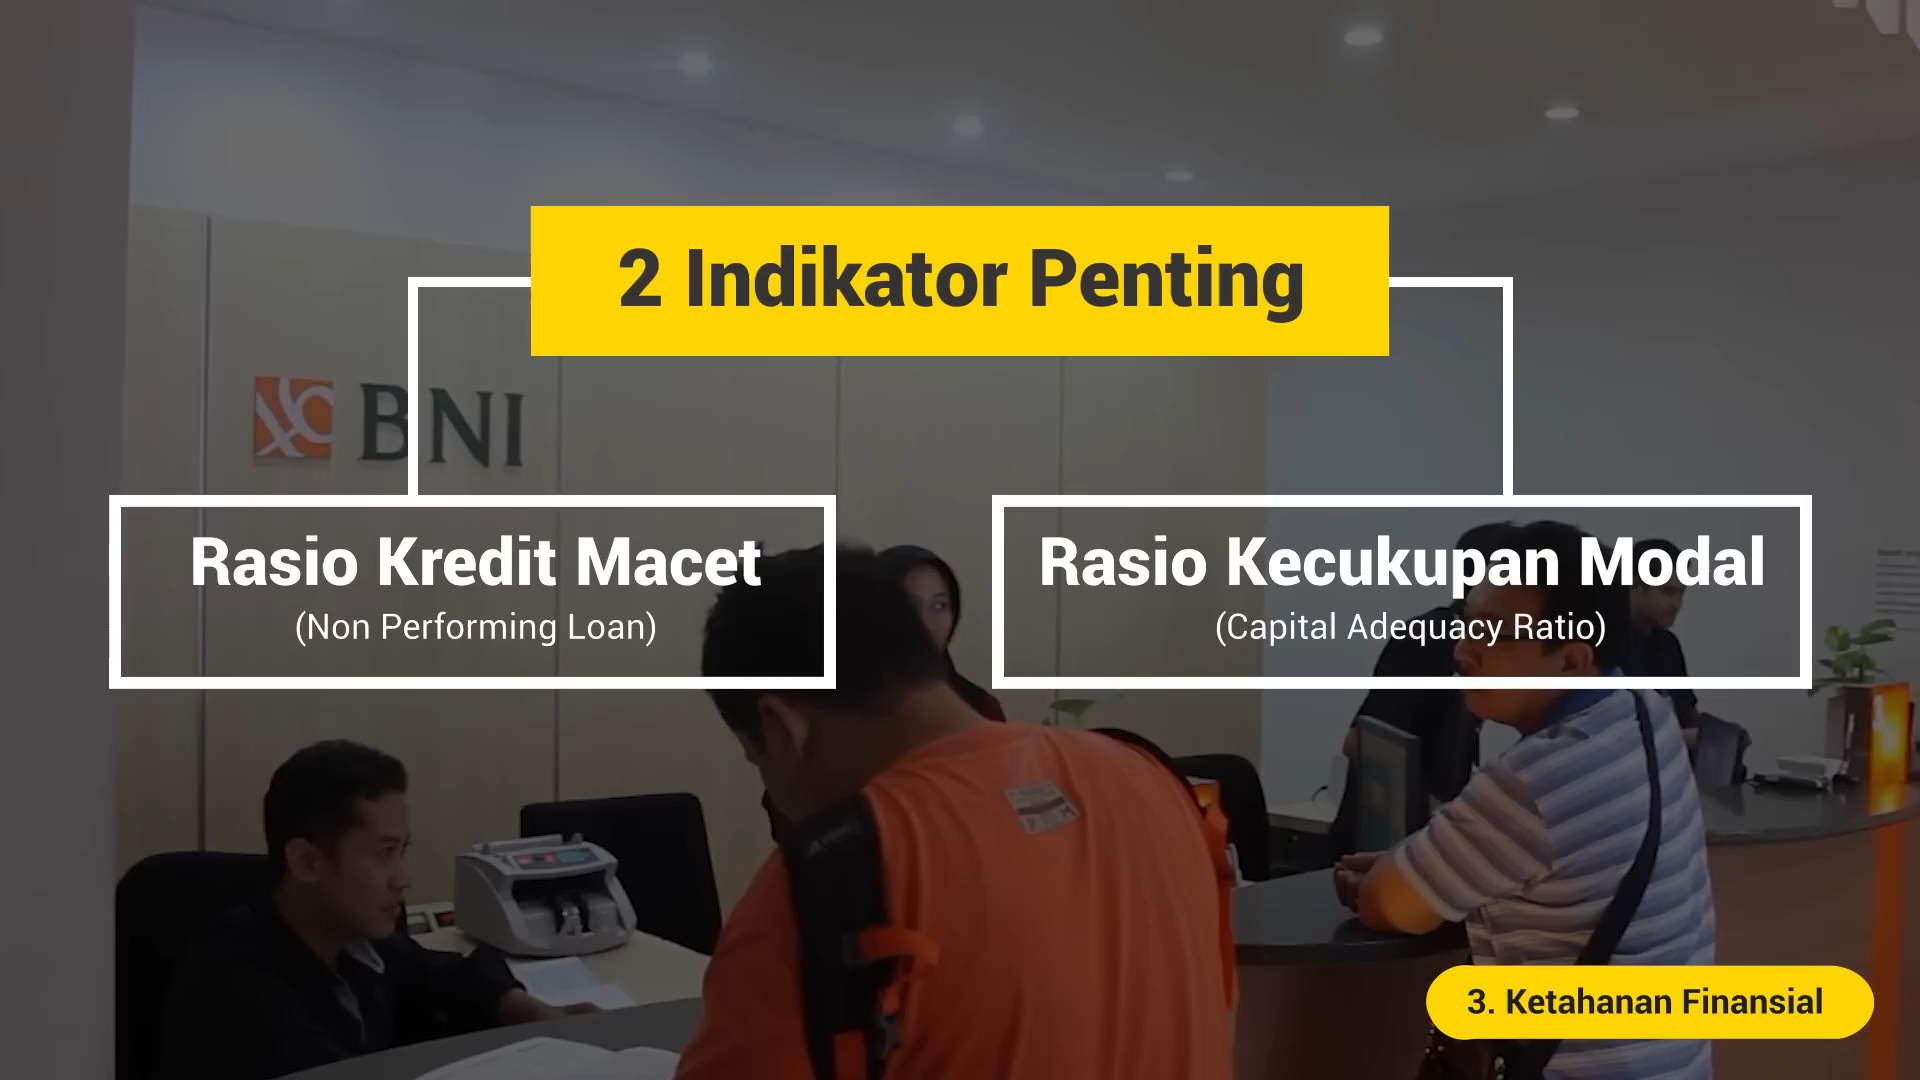 2 Indikator Penting
BNI
Rasio Kredit Macet
(Non Performing Loan)
Rasio Kecukupan Modal
(Capital Adequacy Ratio)
3. Ketahanan Finansial